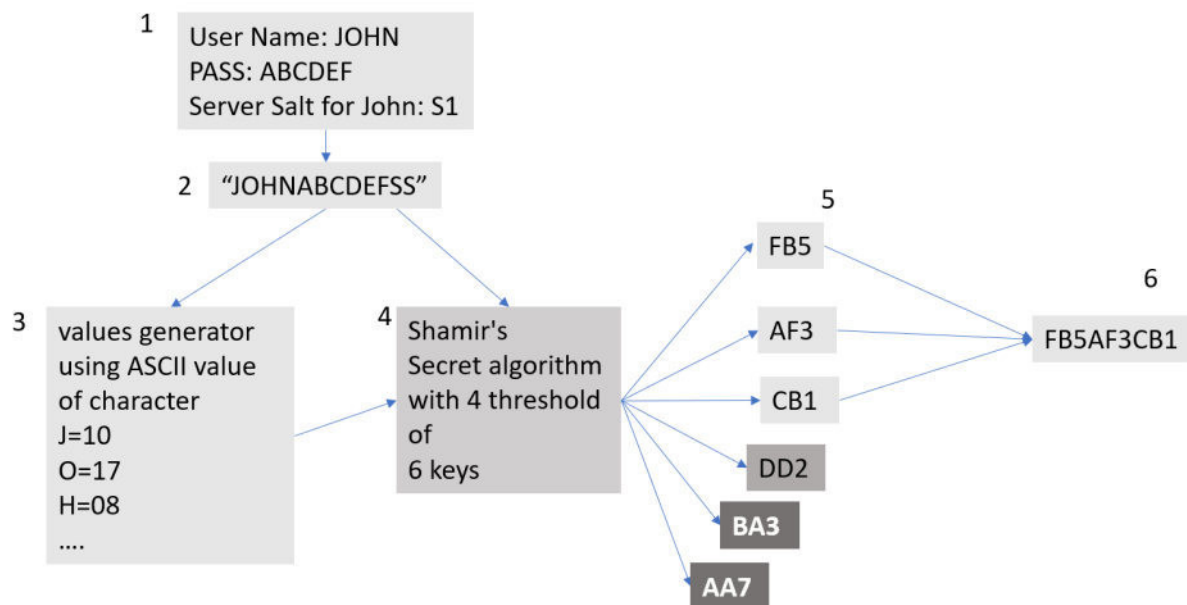 1
User Name: JOHN
PASS: ABCDEF
Server Salt for John: S1
2
“JOHNABCDEFSS”
3
values generator
using ASCII value
of character
J=10
O=17
H=08
....
4
Shamir's
Secret algorithm
with 4 threshold
of
6 keys
5
FB5
AF3
CB1
DD2
BA3
AA7
6
FB5AF3CB1